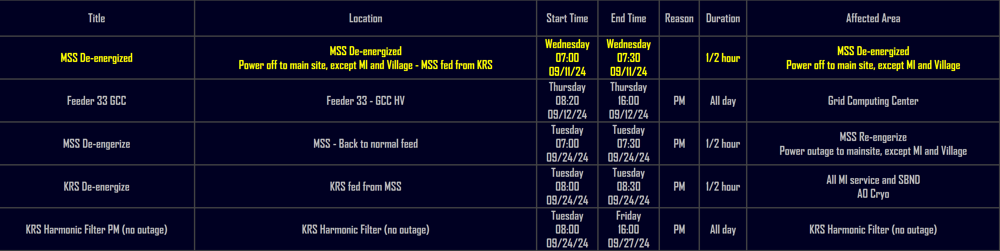 Title
Location
Start Time
End Time
Reason
Duration
Affected Area
MSS De-energized
MSS De-energized
Power off to main site, except MI and Village - MSS fed from KRS
Wednesday
07:00
09/11/24
Wednesday
07:30
09/11/24
1/2 hour
MSS De-energized
Power off to main site, except MI and Village
Feeder 33 GCC
Feeder 33 - GCC HV
Thursday
08:20
09/12/24
Thursday
16:00
09/12/24
PM
All day
Grid Computing Center
MSS De-engerize
MSS - Back to normal feed
Tuesday
07:00
09/24/24
Tuesday
07:30
09/24/24
PM
1/2 hour
MSS Re-engerize
Power outage to mainsite, except MI and Village
KRS De-energize
KRS fed from MSS
Tuesday
08:00
09/24/24
Tuesday
08:30
09/24/24
PM
1/2 hour
All MI service and SBND
A0 Cryo
KRS Harmonic Filter PM (no outage)
KRS Harmonic Filter (no outage)
Tuesday
08:00
09/24/24
Friday
16:00
09/27/24
PM
All day
KRS Harmonic Filter (no outage)